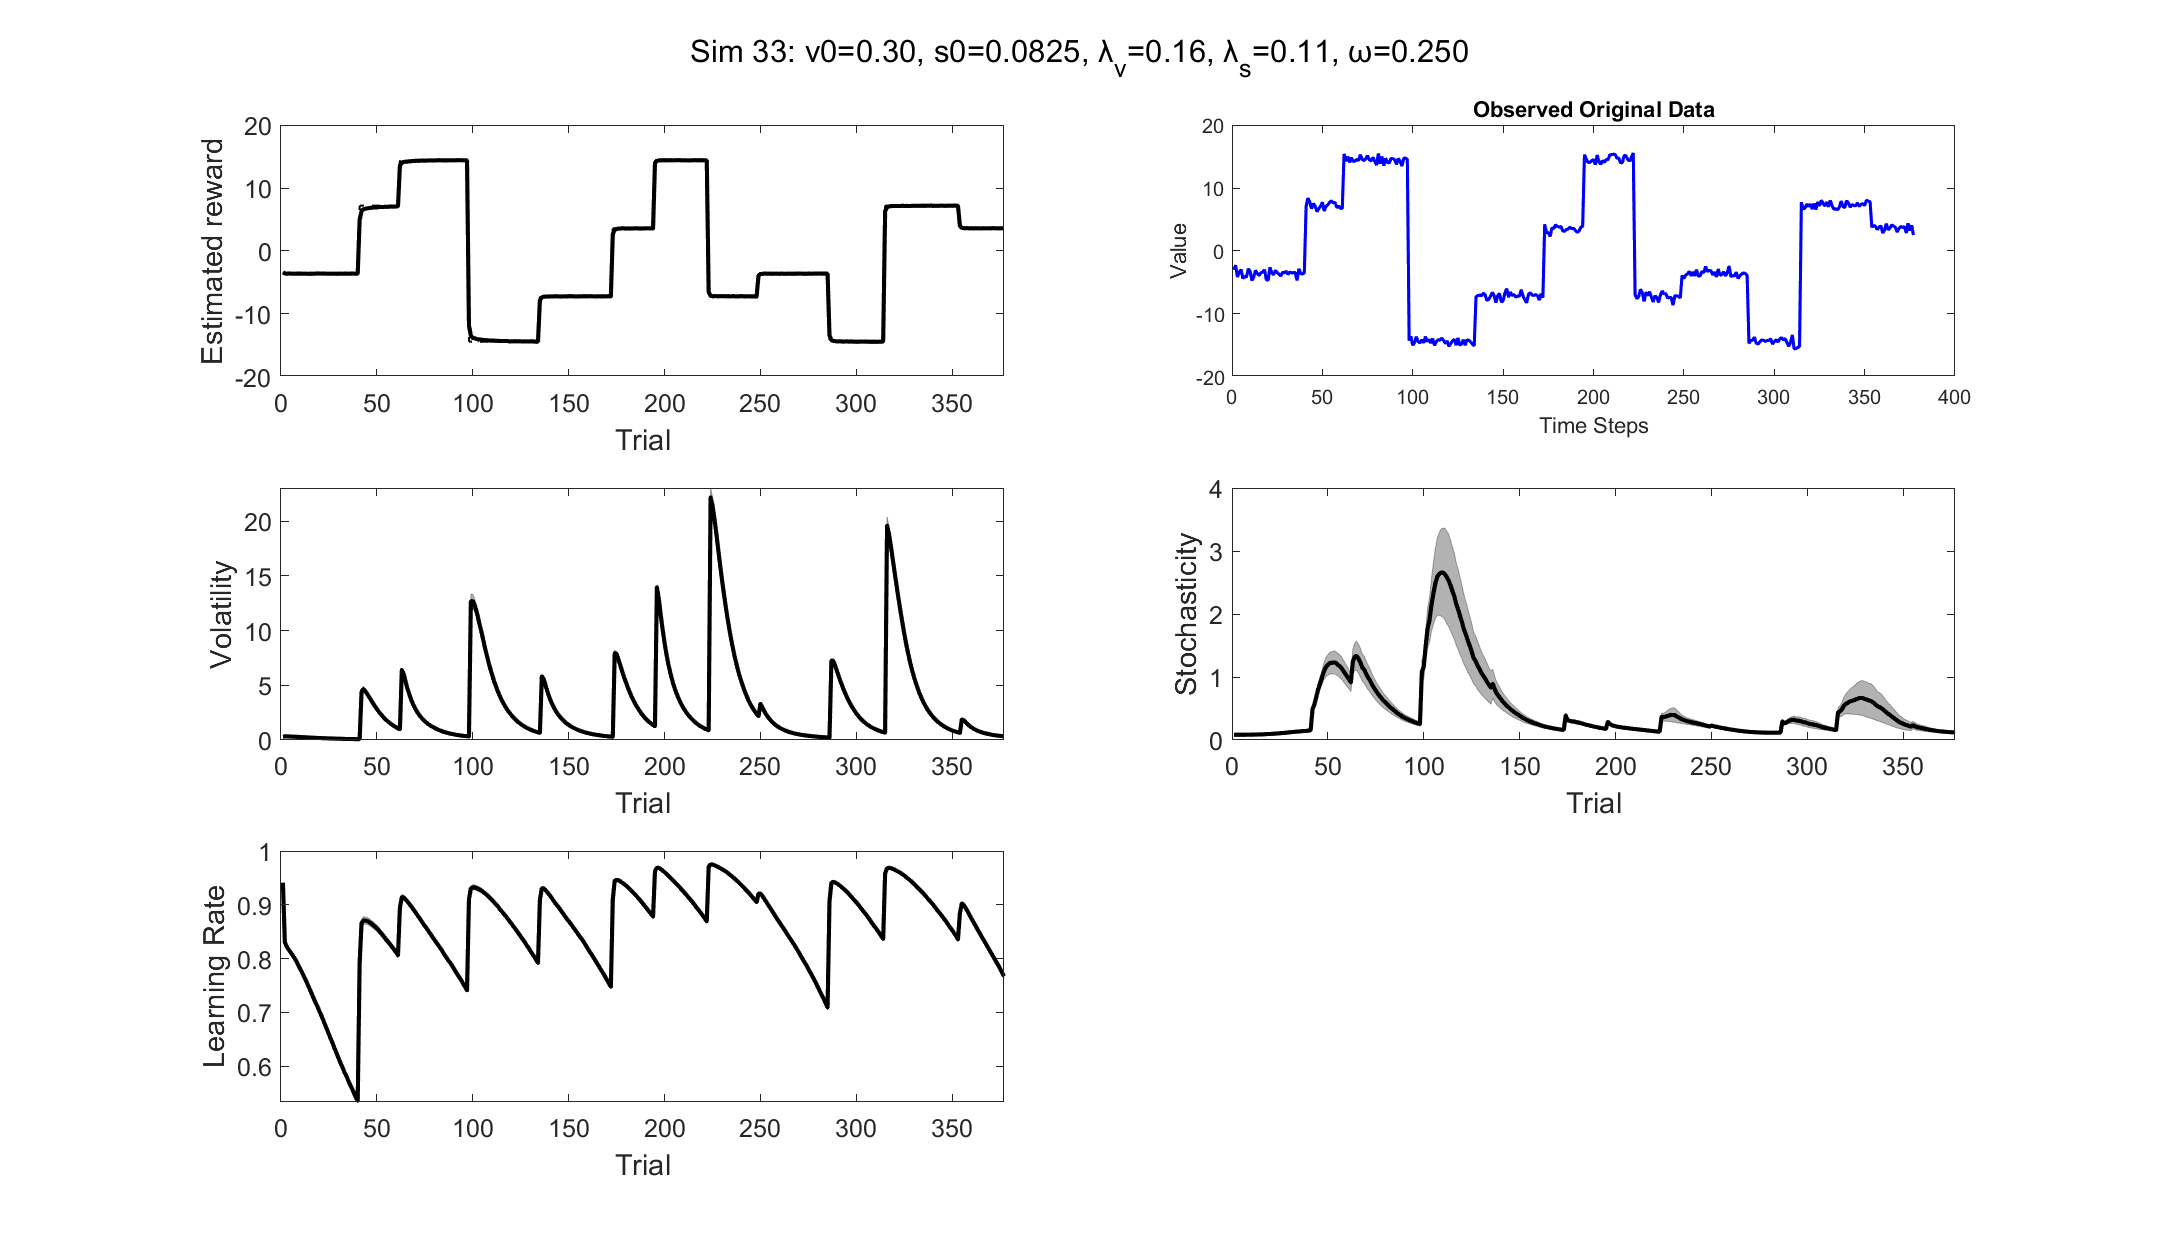 Sim 33: v0=0.30, s0=0.0825, λ_v=0.16, λ_s=0.11, ω=0.250
Estimated reward
20
10
0
-10
-20
0 50 100 150 200 250 300 350
Trial
Observed Original Data
Value
20
10
0
-10
-20
0 50 100 150 200 250 300 350 400
Time Steps
Volatility
20
15
10
5
0
0 50 100 150 200 250 300 350
Trial
Stochasticity
4
3
2
1
0
0 50 100 150 200 250 300 350
Trial
Learning Rate
1
0.9
0.8
0.7
0.6
0 50 100 150 200 250 300 350
Trial